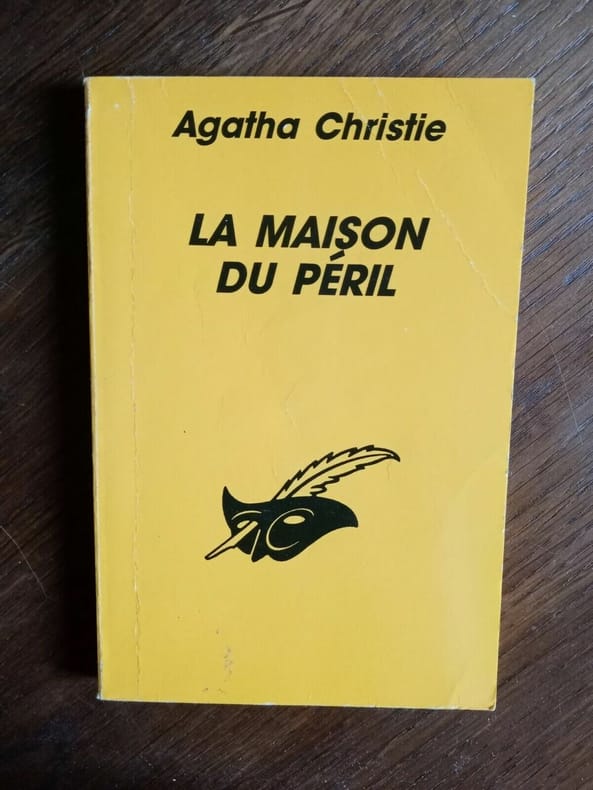 Agatha Christie
LA MAISON
DU PÉRIL